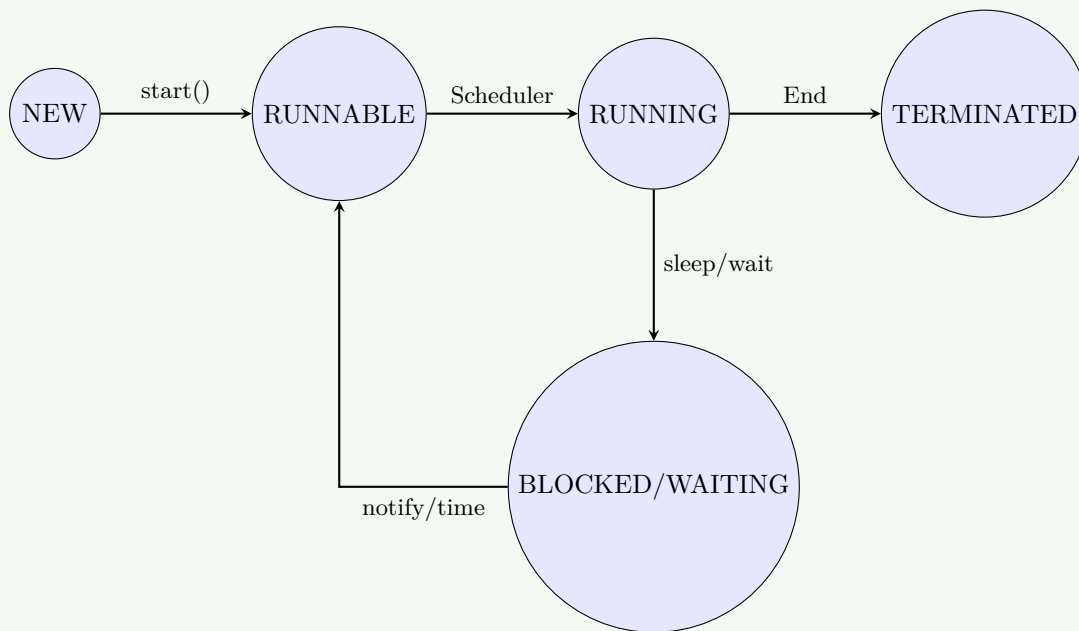 NEW
start()
RUNNABLE
Scheduler
RUNNING
End
TERMINATED
sleep/wait
BLOCKED/WAITING
notify/time